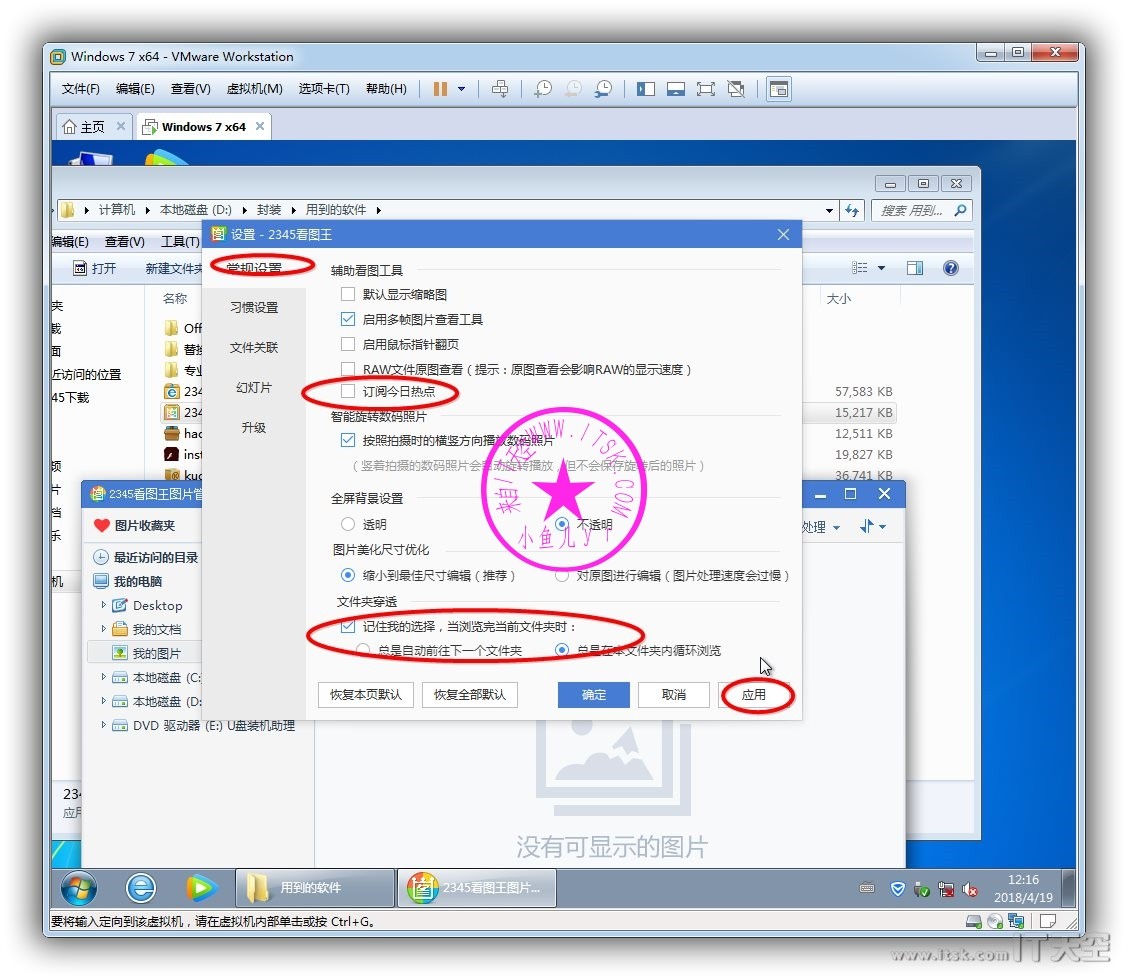 Windows 7 x64 - VMware Workstation
文件(F) 编辑(E) 查看(V) 虚拟机(M) 选项卡(T) 帮助(H)
主页 Windows 7 x64
计算机 本地磁盘 (D:) 封装 用到的软件 搜索 用到...
编辑(E) 查看(V) 工具(T)
打开 新建文件夹
名称 大小
设置 - 2345看图王
常规设置
习惯设置
文件关联
幻灯片
升级
辅助看图工具
默认显示缩略图
启用多帧图片查看工具
启用鼠标指针翻页
RAW文件原图查看（提示：原图查看会影响RAW的显示速度）
订阅今日热点
智能旋转数码照片
按照拍摄时的横竖方向播放数码照片
（竖着拍摄的数码照片会自动旋转播放，但不会保存旋转后的照片）
全屏背景设置
透明 不透明
图片美化尺寸优化
缩小到最佳尺寸编辑（推荐） 对原图进行编辑（图片处理速度会过慢）
文件夹穿透
记住我的选择，当浏览完当前文件夹时：
总是自动前往下一个文件夹 总是在本文件夹内循环浏览
恢复本页默认 恢复全部默认 确定 取消 应用
夹
载
面
近访问的位置
45下载
Off
替换
专业
234
234
hac
inst
kuc
57,583 KB
15,217 KB
12,511 KB
19,827 KB
36,741 KB
来自IT天空WWW.ITSK.COM
小鱼儿yr
2345看图王图片管
图片收藏夹 处理
最近访问的目录
我的电脑
Desktop
我的文档
我的图片
本地磁盘 (C:
本地磁盘 (D:
DVD 驱动器 (E:) U盘装机助理
没有可显示的图片
234
应用
用到的软件 2345看图王图片...
12:16
2018/4/19
要将输入定向到该虚拟机，请在虚拟机内部单击或按 Ctrl+G。
www.itsk.com IT天空